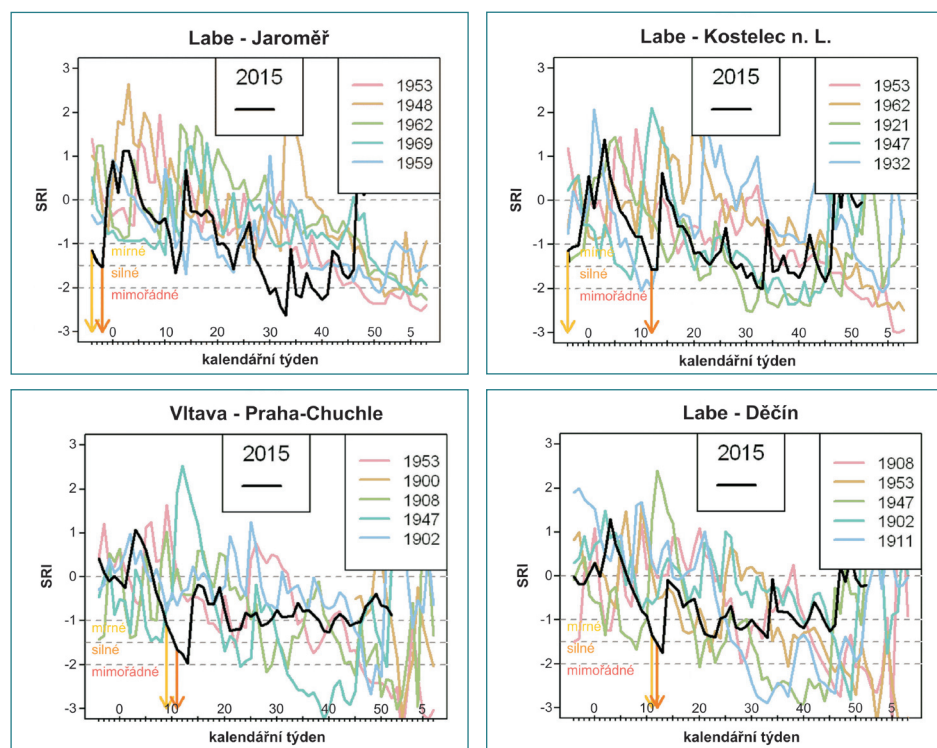 Labe - Jaroměř
3
2
1
0
-1
-2
-3
SRI
2015
1953
1948
1962
1969
1959
mírné
silné
mimořádné
0 10 20 30 40 50 5
kalendářní týden
Labe - Kostelec n. L.
3
2
1
0
-1
-2
-3
SRI
2015
1953
1962
1921
1947
1932
mírné
silné
mimořádné
0 10 20 30 40 50 5
kalendářní týden
Vltava - Praha-Chuchle
3
2
1
0
-1
-2
-3
SRI
2015
1953
1900
1908
1947
1902
mírné
silné
mimořádné
0 10 20 30 40 50 5
kalendářní týden
Labe - Děčín
3
2
1
0
-1
-2
-3
SRI
2015
1908
1953
1947
1902
1911
mírné
silné
mimořádné
0 10 20 30 40 50 5
kalendářní týden